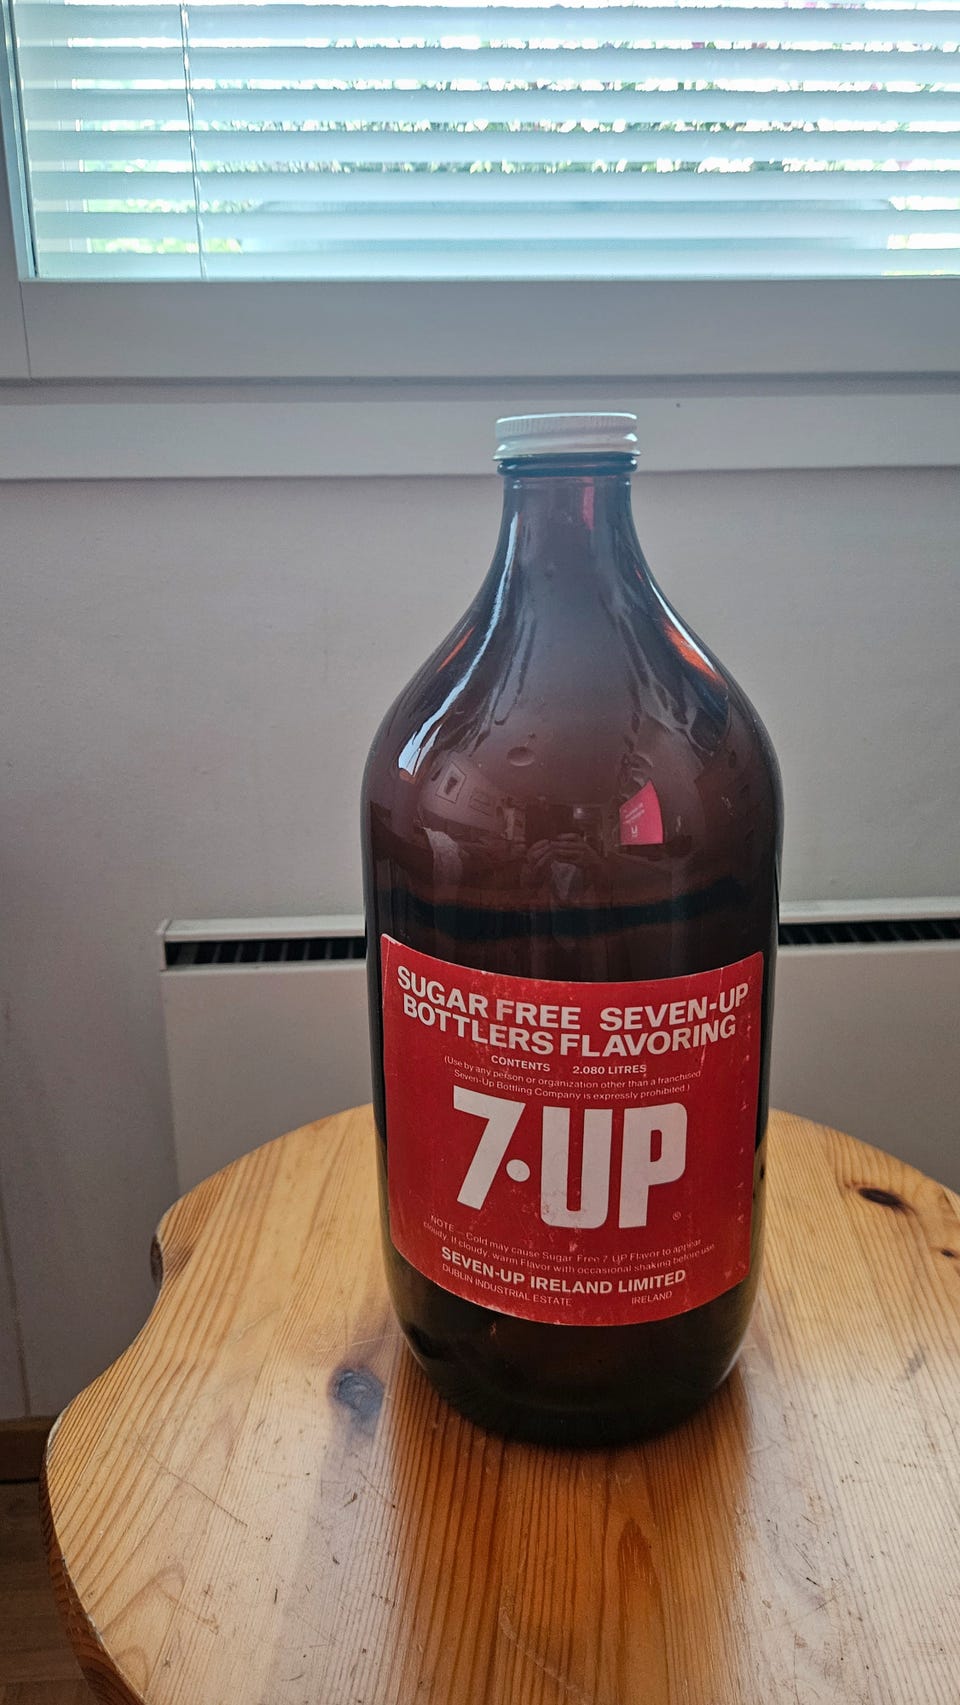 SUGAR FREE SEVEN-UP
BOTTLERS FLAVORING
CONTENTS 2.080 LITRES
(Use by any person or organization other than a franchised
Seven-Up Bottling Company is expressly prohibited.)
7·UP
®
NOTE – Cold may cause Sugar Free 7 UP Flavor to appear
cloudy. If cloudy, warm Flavor with occasional shaking before use.
SEVEN-UP IRELAND LIMITED
DUBLIN INDUSTRIAL ESTATE IRELAND